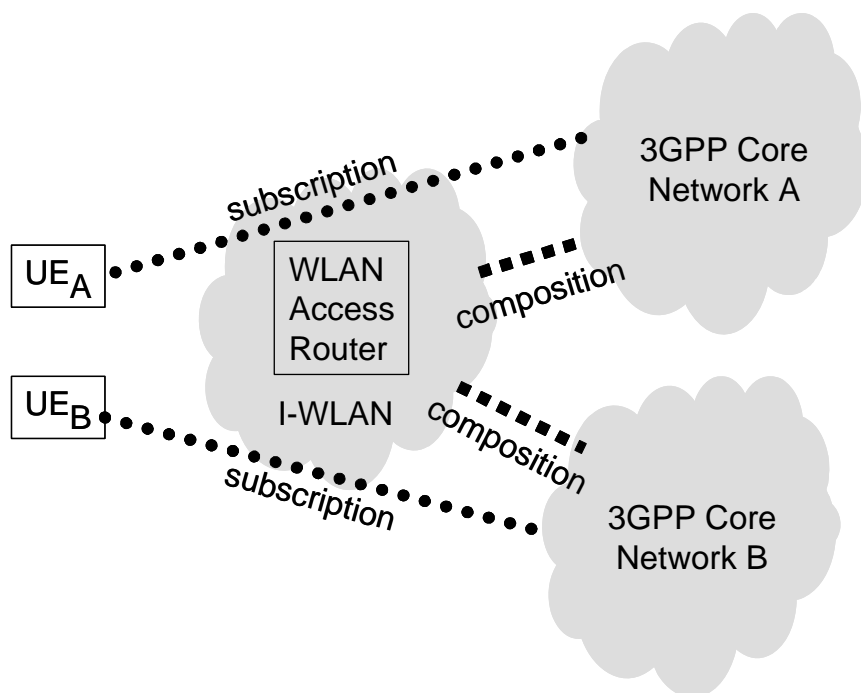 3GPP Core
Network A
subscription
UEA
WLAN
Access
Router
composition
UEB
I-WLAN
composition
subscription
3GPP Core
Network B